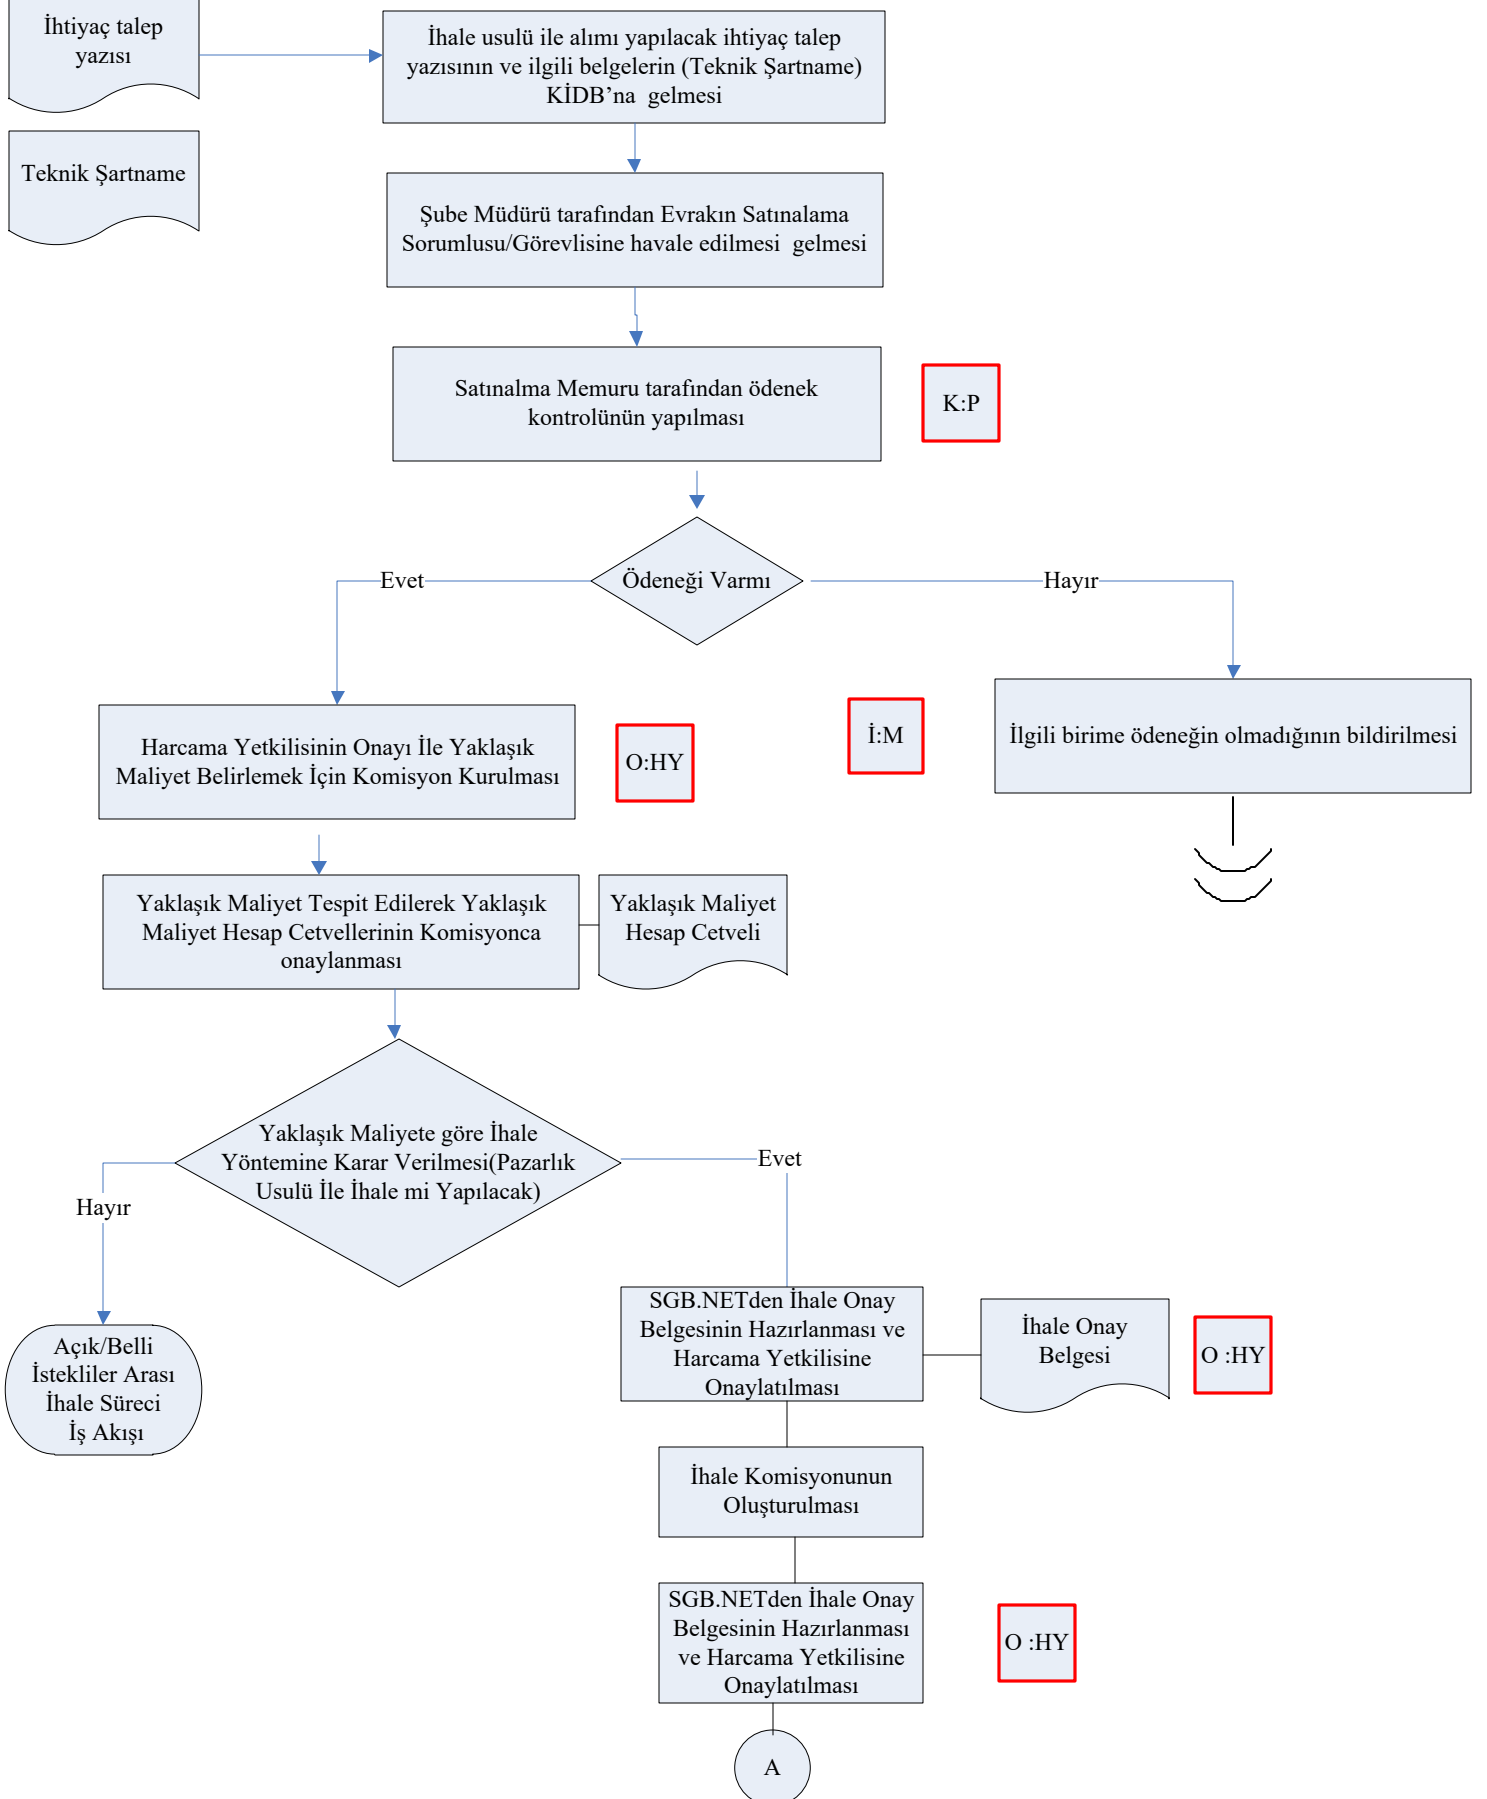 İhtiyaç talep
yazısı
İhale usulü ile alımı yapılacak ihtiyaç talep
yazısının ve ilgili belgelerin (Teknik Şartname)
KİDB’na  gelmesi
Teknik Şartname
Şube Müdürü tarafından Evrakın Satınalama
Sorumlusu/Görevlisine havale edilmesi  gelmesi
Satınalma Memuru tarafından ödenek
kontrolünün yapılması
K:P
Ödeneği Varmı
Evet
Hayır
Harcama Yetkilisinin Onayı İle Yaklaşık
Maliyet Belirlemek İçin Komisyon Kurulması
O:HY
İ:M
İlgili birime ödeneğin olmadığının bildirilmesi
Yaklaşık Maliyet Tespit Edilerek Yaklaşık
Maliyet Hesap Cetvellerinin Komisyonca
onaylanması
Yaklaşık Maliyet
Hesap Cetveli
Yaklaşık Maliyete göre İhale
Yöntemine Karar Verilmesi(Pazarlık
Usulü İle İhale mi Yapılacak)
Evet
Hayır
Açık/Belli
İstekliler Arası
İhale Süreci
İş Akışı
SGB.NETden İhale Onay
Belgesinin Hazırlanması ve
Harcama Yetkilisine
Onaylatılması
İhale Onay
Belgesi
O :HY
İhale Komisyonunun
Oluşturulması
SGB.NETden İhale Onay
Belgesinin Hazırlanması
ve Harcama Yetkilisine
Onaylatılması
O :HY
A